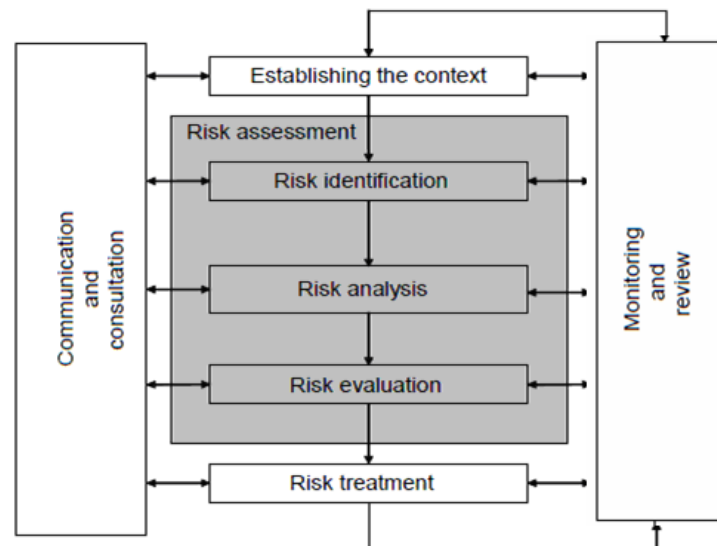 Establishing the context
Risk assessment
Risk identification
Risk analysis
Risk evaluation
Risk treatment
Communication
and
consultation
Monitoring
and
review